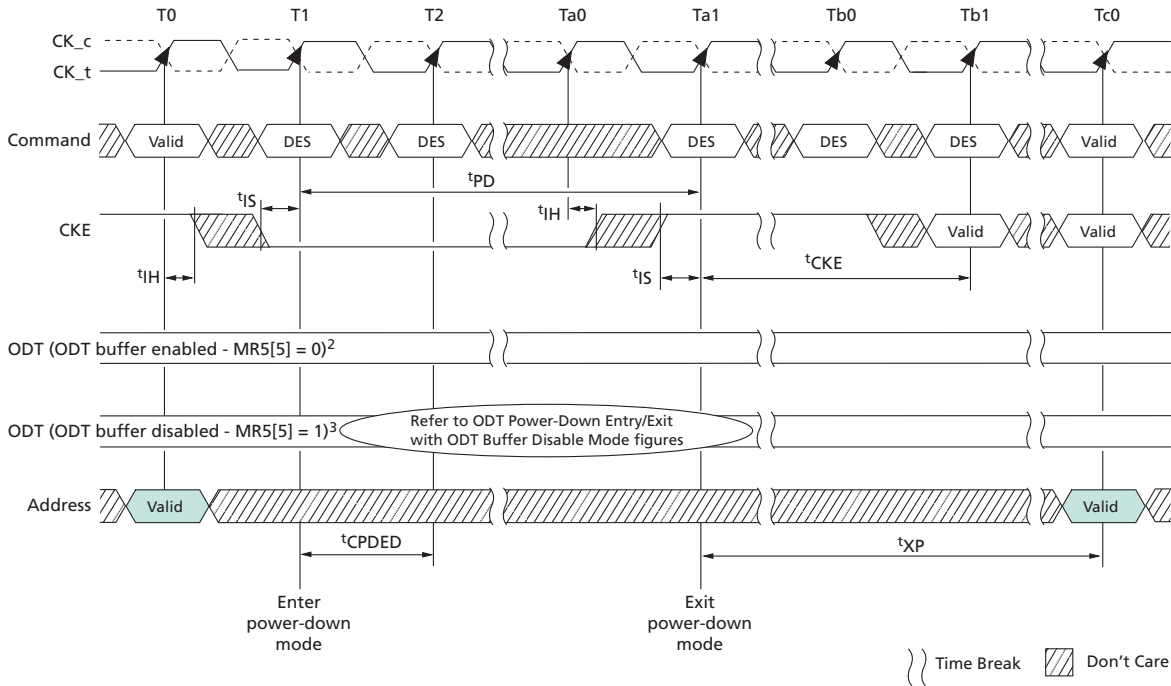 T0 T1 T2 Ta0 Ta1 Tb0 Tb1 Tc0
CK_c
CK_t
Command Valid DES DES DES DES DES Valid
tPD
tIS
tIH
CKE Valid Valid
tIH
tIS
tCKE
ODT (ODT buffer enabled - MR5[5] = 0)2
ODT (ODT buffer disabled - MR5[5] = 1)3
Refer to ODT Power-Down Entry/Exit
with ODT Buffer Disable Mode figures
Address Valid Valid
tCPDED
tXP
Enter
power-down
mode
Exit
power-down
mode
Time Break Don't Care